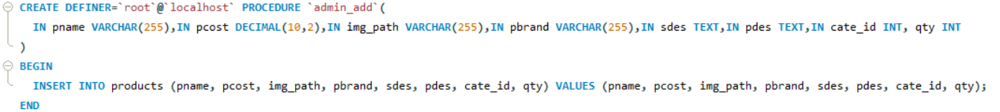 CREATE DEFINER=`root`@`localhost` PROCEDURE `admin_add`(
IN pname VARCHAR(255),IN pcost DECIMAL(10,2),IN img_path VARCHAR(255),IN pbrand VARCHAR(255),IN sdes TEXT,IN pdes TEXT,IN cate_id INT, qty INT
)
BEGIN
INSERT INTO products (pname, pcost, img_path, pbrand, sdes, pdes, cate_id, qty) VALUES (pname, pcost, img_path, pbrand, sdes, pdes, cate_id, qty);
END